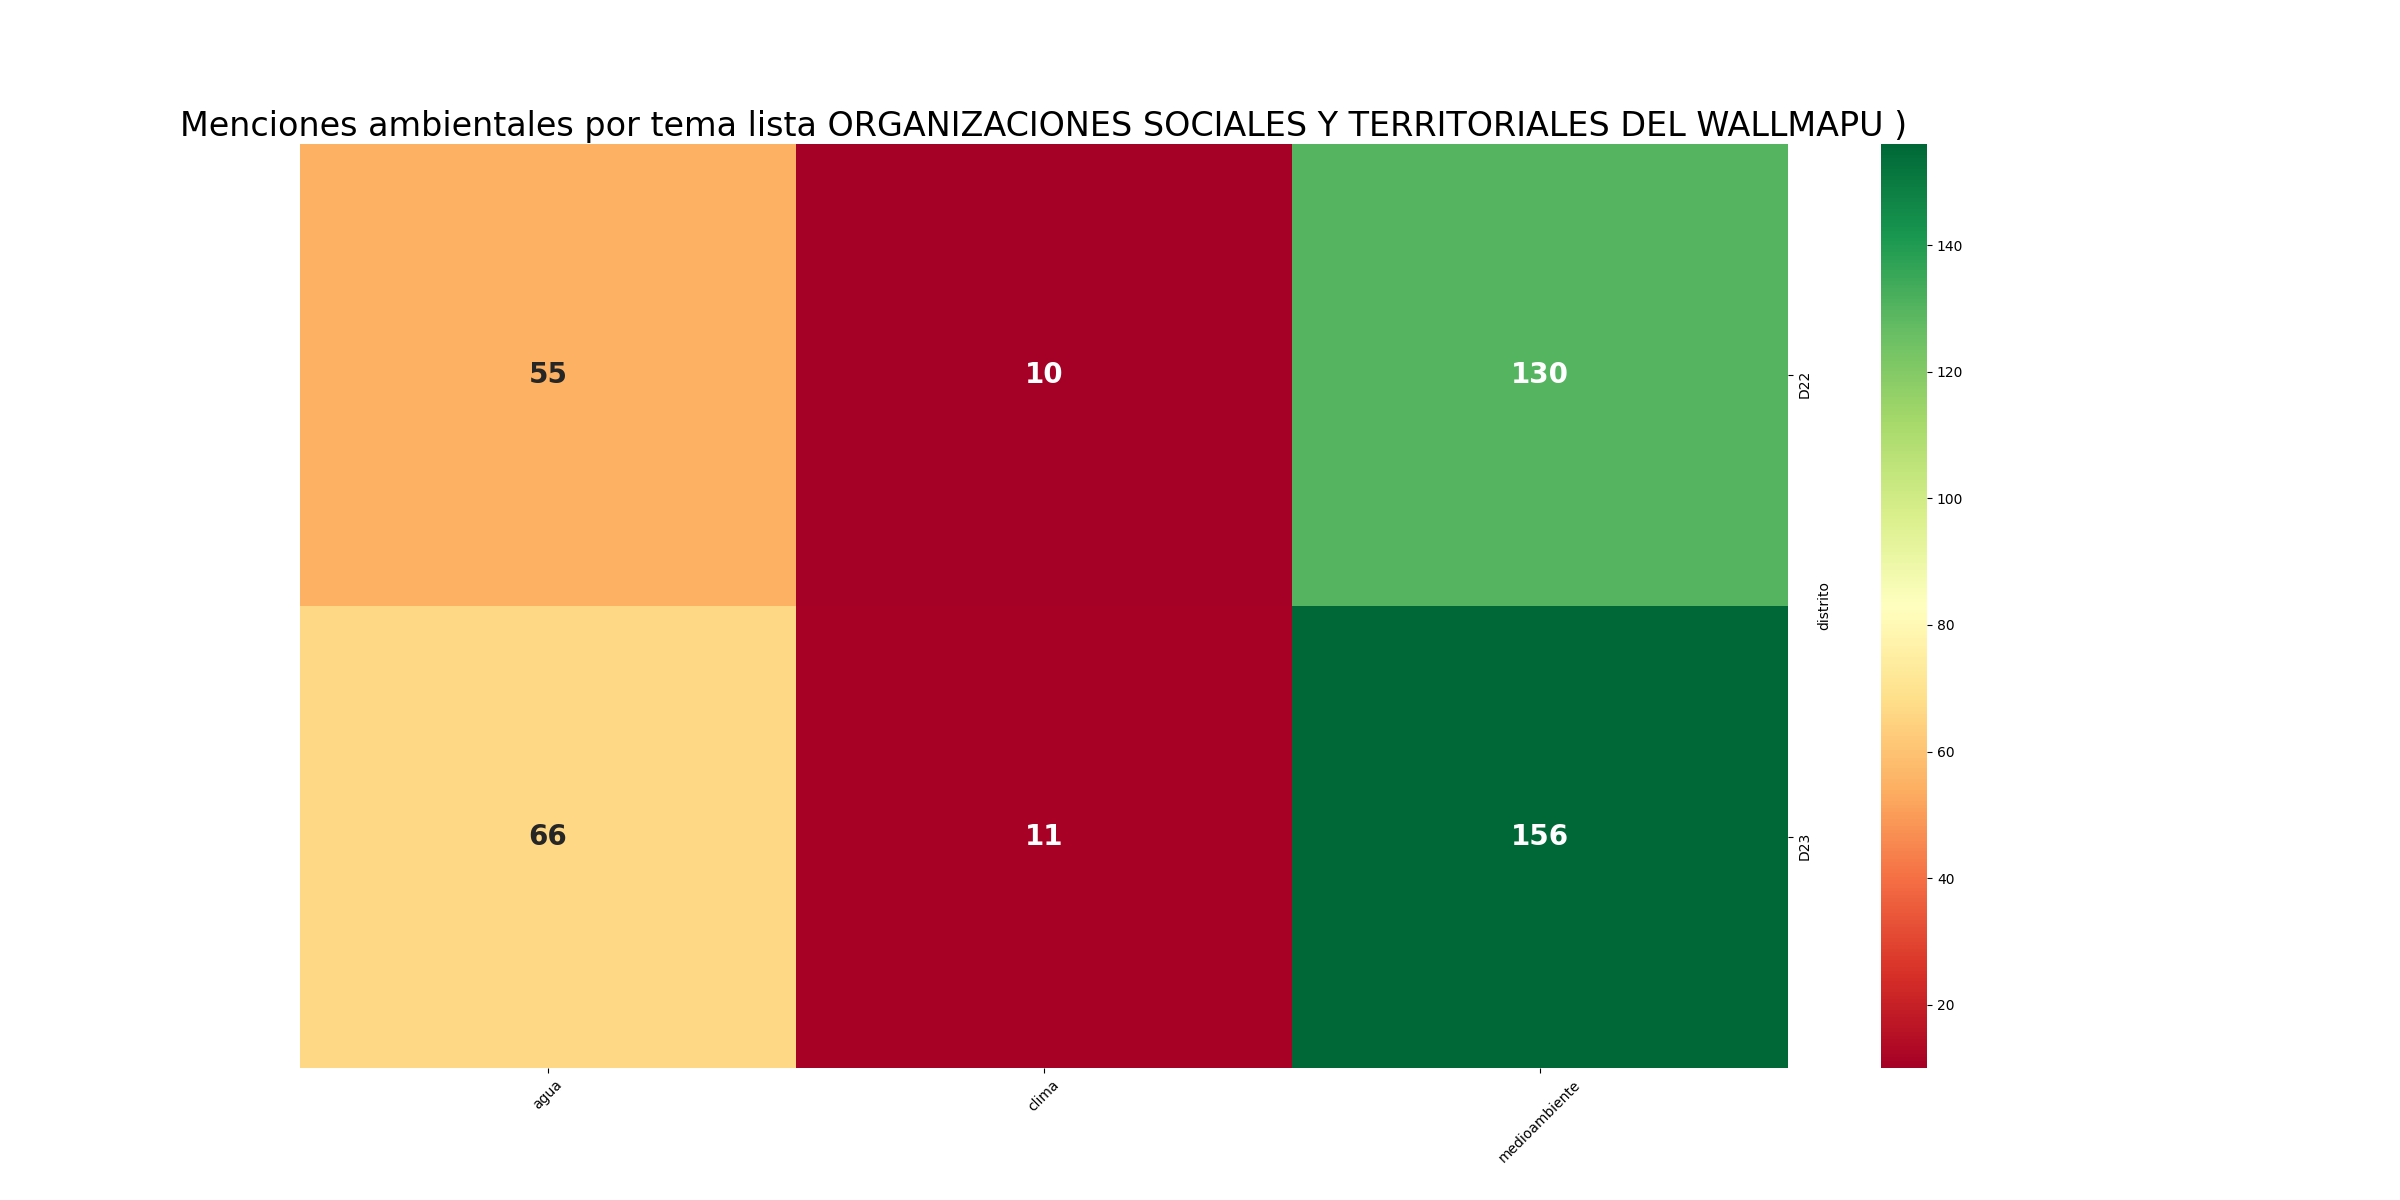 Menciones ambientales por tema lista ORGANIZACIONES SOCIALES Y TERRITORIALES DEL WALLMAPU )
55 10 130
66 11 156
D22
D23
distrito
agua clima medioambiente
140
120
100
80
60
40
20